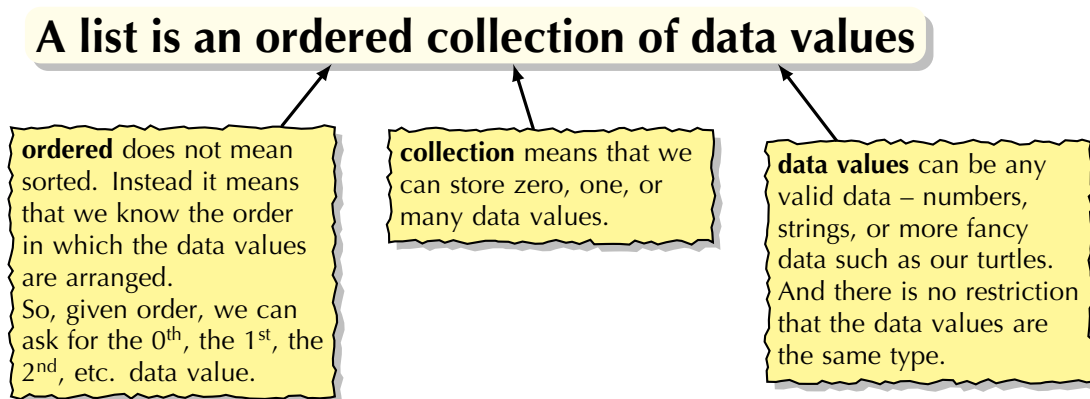 A list is an ordered collection of data values
ordered does not mean
sorted. Instead it means
that we know the order
in which the data values
are arranged.
So, given order, we can
ask for the 0th, the 1st, the
2nd, etc. data value.
collection means that we
can store zero, one, or
many data values.
data values can be any
valid data – numbers,
strings, or more fancy
data such as our turtles.
And there is no restriction
that the data values are
the same type.